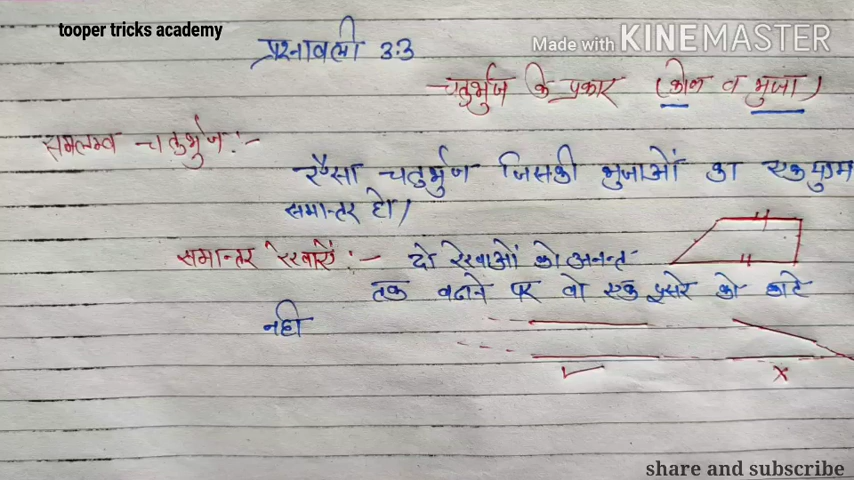 tooper tricks academy
Made with KINEMASTER
प्रश्नावली 3.3
चतुर्भुज के प्रकार (कोन व भुजा)
समलम्ब चतुर्भुज :-
ऐसा चतुर्भुज जिसकी भुजाओं का एक युग्म
समान्तर हो।
समान्तर रेखाऐं :- दो रेखाओं को अनन्त
तक बढाने पर वो एक दूसरे को काटे
नही
share and subscribe